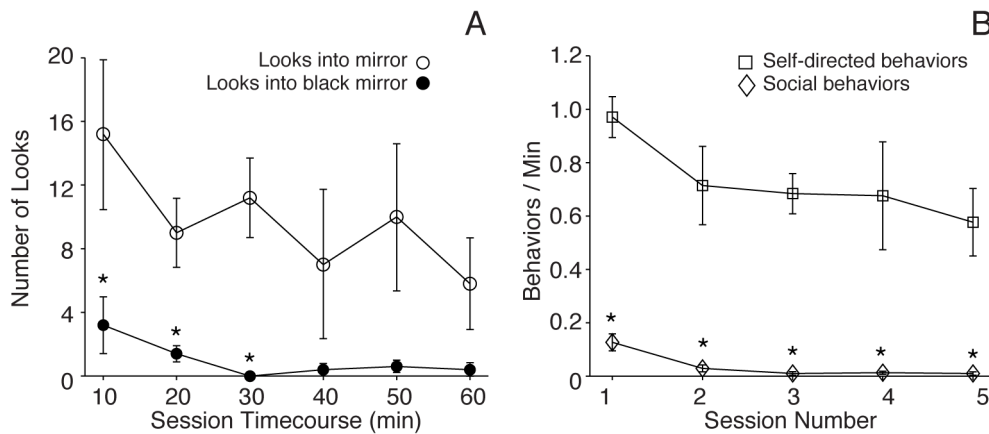 A
20
16
12
8
4
0
Number of Looks
Looks into mirror
Looks into black mirror
*
*
*
10 20 30 40 50 60
Session Timecourse (min)
B
1.2
1.0
0.8
0.6
0.4
0.2
0
Behaviors / Min
Self-directed behaviors
Social behaviors
*
*
*
*
*
1 2 3 4 5
Session Number